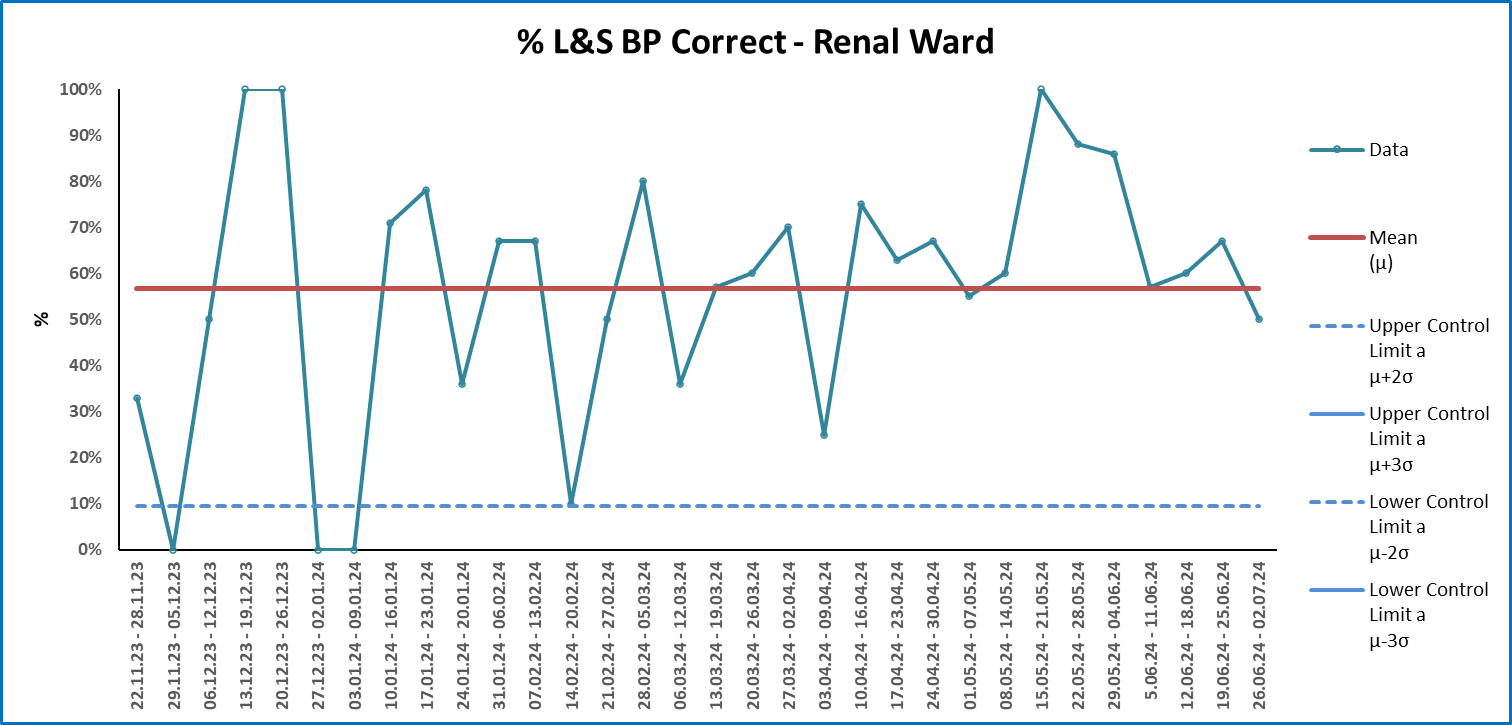 % L&S BP Correct - Renal Ward
100%
90%
80%
70%
60%
50%
40%
30%
20%
10%
0%
%
22.11.23 - 28.11.23
29.11.23 - 05.12.23
06.12.23 - 12.12.23
13.12.23 - 19.12.23
20.12.23 - 26.12.23
27.12.23 - 02.01.24
03.01.24 - 09.01.24
10.01.24 - 16.01.24
17.01.24 - 23.01.24
24.01.24 - 20.01.24
31.01.24 - 06.02.24
07.02.24 - 13.02.24
14.02.24 - 20.02.24
21.02.24 - 27.02.24
28.02.24 - 05.03.24
06.03.24 - 12.03.24
13.03.24 - 19.03.24
20.03.24 - 26.03.24
27.03.24 - 02.04.24
03.04.24 - 09.04.24
10.04.24 - 16.04.24
17.04.24 - 23.04.24
24.04.24 - 30.04.24
01.05.24 - 07.05.24
08.05.24 - 14.05.24
15.05.24 - 21.05.24
22.05.24 - 28.05.24
29.05.24 - 04.06.24
5.06.24 - 11.06.24
12.06.24 - 18.06.24
19.06.24 - 25.06.24
26.06.24 - 02.07.24
Data
Mean
(μ)
Upper Control
Limit a
μ+2σ
Upper Control
Limit a
μ+3σ
Lower Control
Limit a
μ-2σ
Lower Control
Limit a
μ-3σ